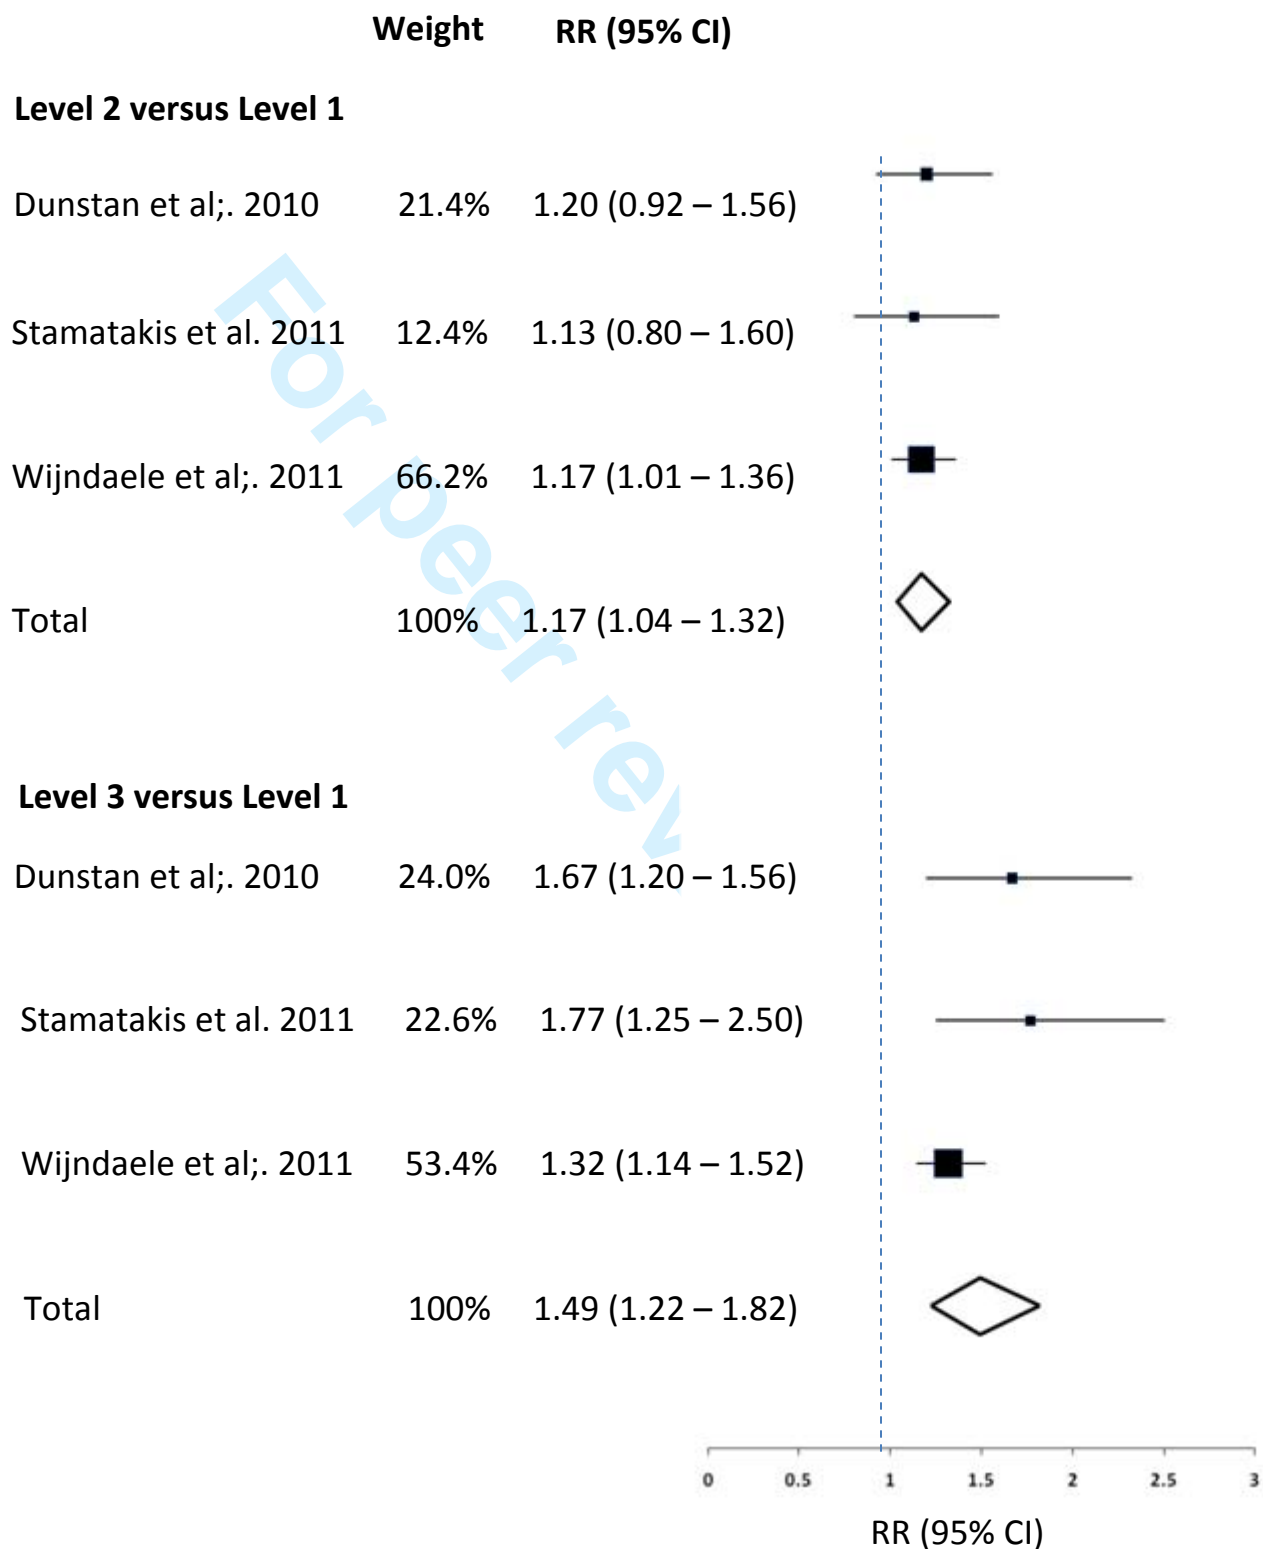 Weight RR (95% CI)
Level 2 versus Level 1
Dunstan et al;. 2010 21.4% 1.20 (0.92 – 1.56)
Stamatakis et al. 2011 12.4% 1.13 (0.80 – 1.60)
Wijndaele et al;. 2011 66.2% 1.17 (1.01 – 1.36)
Total 100% 1.17 (1.04 – 1.32)
For peer rev
Level 3 versus Level 1
Dunstan et al;. 2010 24.0% 1.67 (1.20 – 1.56)
Stamatakis et al. 2011 22.6% 1.77 (1.25 – 2.50)
Wijndaele et al;. 2011 53.4% 1.32 (1.14 – 1.52)
Total 100% 1.49 (1.22 – 1.82)
0 0.5 1 1.5 2 2.5 3
RR (95% CI)